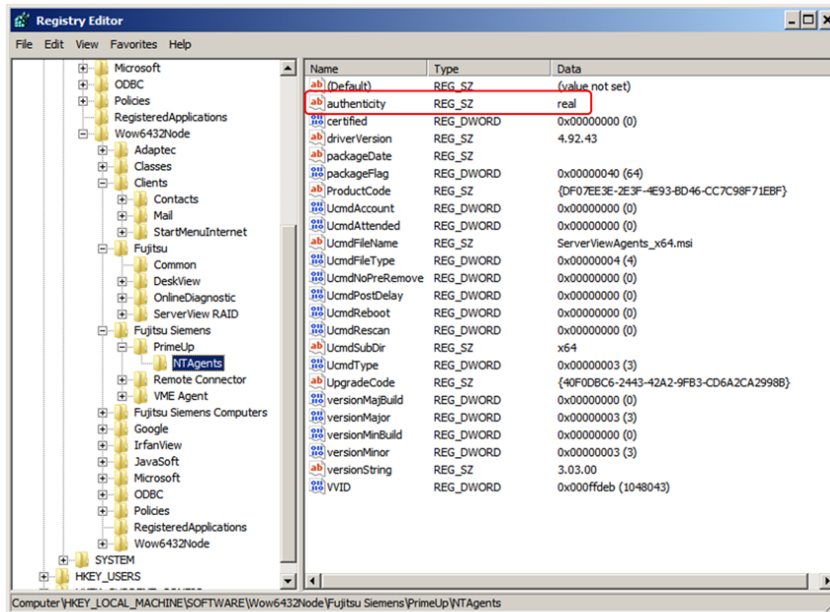 Registry Editor
File Edit View Favorites Help
Microsoft
ODBC
Policies
RegisteredApplications
Wow6432Node
Adaptec
Classes
Clients
Contacts
Mail
StartMenuInternet
Fujitsu
Common
DeskView
OnlineDiagnostic
ServerView RAID
Fujitsu Siemens
PrimeUp
NTAgents
Remote Connector
VME Agent
Fujitsu Siemens Computers
Google
IrfanView
JavaSoft
Microsoft
ODBC
Policies
RegisteredApplications
Wow6432Node
SYSTEM
HKEY_USERS
Name Type Data
(Default) REG_SZ (value not set)
authenticity REG_SZ real
certified REG_DWORD 0x00000000 (0)
driverVersion REG_SZ 4.92.43
packageDate REG_SZ
packageFlag REG_DWORD 0x00000040 (64)
ProductCode REG_SZ {DF07EE3E-2E3F-4E93-BD46-CC7C98F71EBF}
UcmdAccount REG_DWORD 0x00000000 (0)
UcmdAttended REG_DWORD 0x00000000 (0)
UcmdFileName REG_SZ ServerViewAgents_x64.msi
UcmdFileType REG_DWORD 0x00000004 (4)
UcmdNoPreRemove REG_DWORD 0x00000000 (0)
UcmdPostDelay REG_DWORD 0x00000000 (0)
UcmdReboot REG_DWORD 0x00000000 (0)
UcmdRescan REG_DWORD 0x00000000 (0)
UcmdSubDir REG_SZ x64
UcmdType REG_DWORD 0x00000003 (3)
UpgradeCode REG_SZ {40F0DBC6-2443-42A2-9FB3-CD6A2CA2998B}
versionMajBuild REG_DWORD 0x00000000 (0)
versionMajor REG_DWORD 0x00000003 (3)
versionMinBuild REG_DWORD 0x00000000 (0)
versionMinor REG_DWORD 0x00000003 (3)
versionString REG_SZ 3.03.00
VVID REG_DWORD 0x000ffdeb (1048043)
Computer\HKEY_LOCAL_MACHINE\SOFTWARE\Wow6432Node\Fujitsu Siemens\PrimeUp\NTAgents